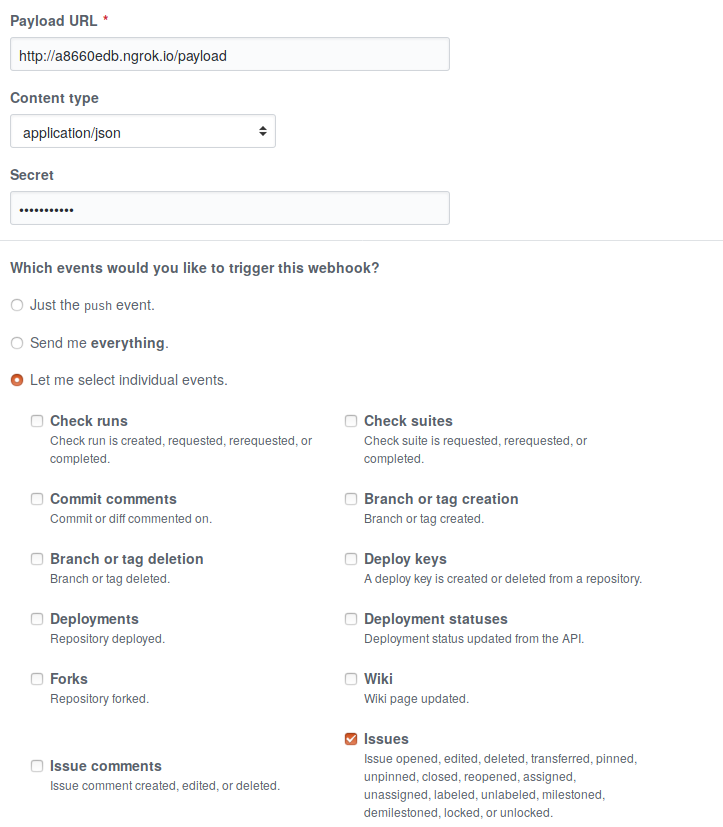 Payload URL *
http://a8660edb.ngrok.io/payload
Content type
application/json
Secret
•••••••••••
Which events would you like to trigger this webhook?
Just the push event.
Send me everything.
Let me select individual events.
Check runs
Check run is created, requested, rerequested, or
completed.
Check suites
Check suite is requested, rerequested, or
completed.
Commit comments
Commit or diff commented on.
Branch or tag creation
Branch or tag created.
Branch or tag deletion
Branch or tag deleted.
Deploy keys
A deploy key is created or deleted from a repository.
Deployments
Repository deployed.
Deployment statuses
Deployment status updated from the API.
Forks
Repository forked.
Wiki
Wiki page updated.
Issue comments
Issue comment created, edited, or deleted.
Issues
Issue opened, edited, deleted, transferred, pinned,
unpinned, closed, reopened, assigned,
unassigned, labeled, unlabeled, milestoned,
demilestoned, locked, or unlocked.